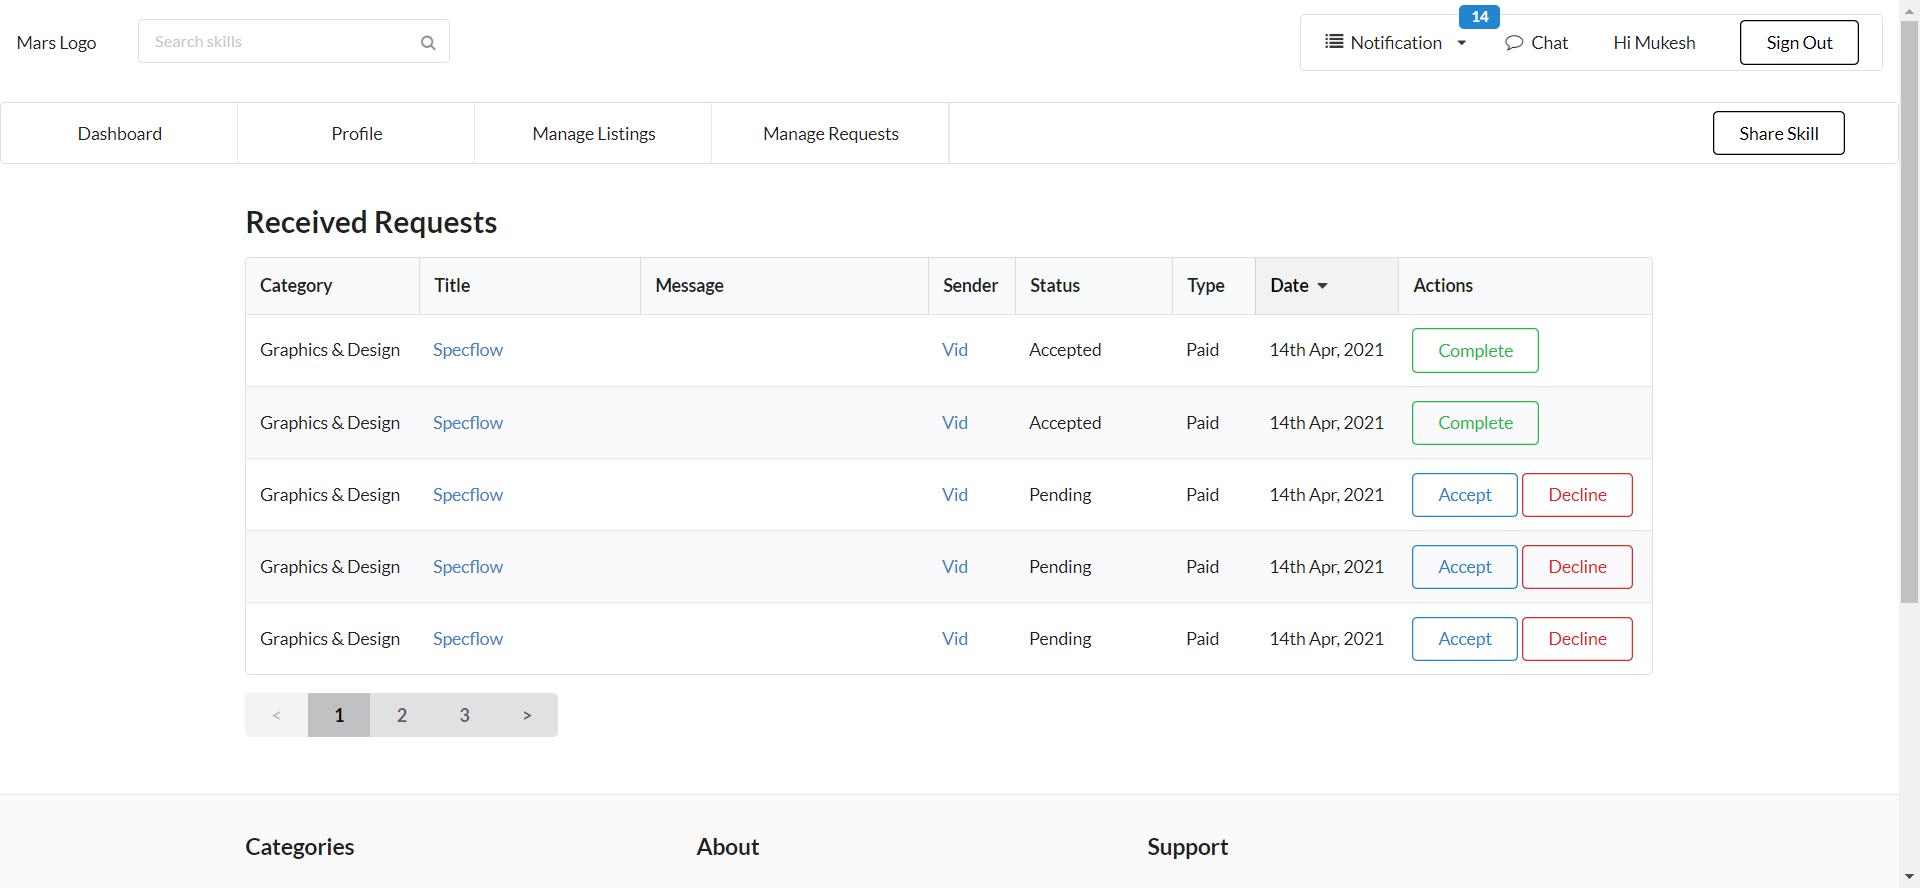 14
Mars Logo Search skills Notification Chat Hi Mukesh Sign Out
Dashboard Profile Manage Listings Manage Requests Share Skill
Received Requests
Category Title Message Sender Status Type Date Actions
Graphics & Design Specflow Vid Accepted Paid 14th Apr, 2021 Complete
Graphics & Design Specflow Vid Accepted Paid 14th Apr, 2021 Complete
Graphics & Design Specflow Vid Pending Paid 14th Apr, 2021 Accept Decline
Graphics & Design Specflow Vid Pending Paid 14th Apr, 2021 Accept Decline
Graphics & Design Specflow Vid Pending Paid 14th Apr, 2021 Accept Decline
< 1 2 3 >
Categories About Support